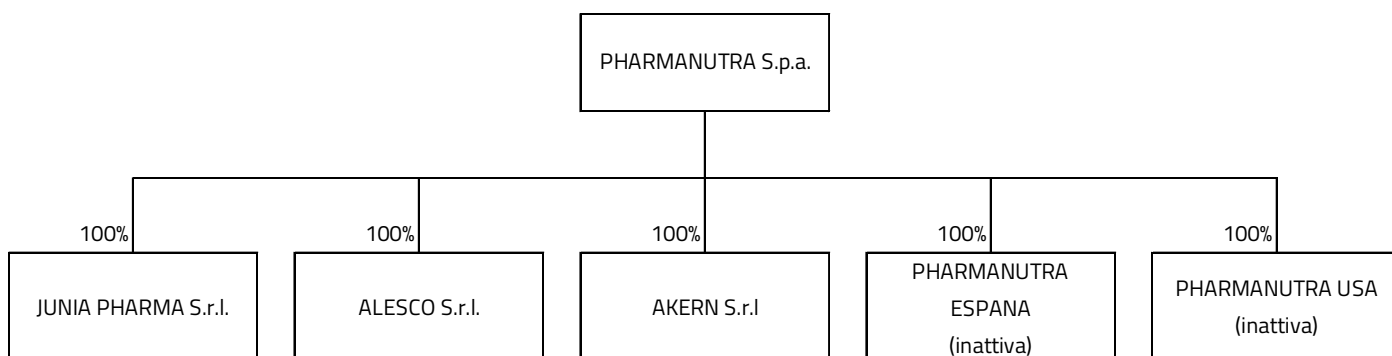 PHARMANUTRA S.p.a.
100%
100%
100%
100%
100%
JUNIA PHARMA S.r.l.
ALESCO S.r.l.
AKERN S.r.l
PHARMANUTRA
ESPANA
(inattiva)
PHARMANUTRA USA
(inattiva)